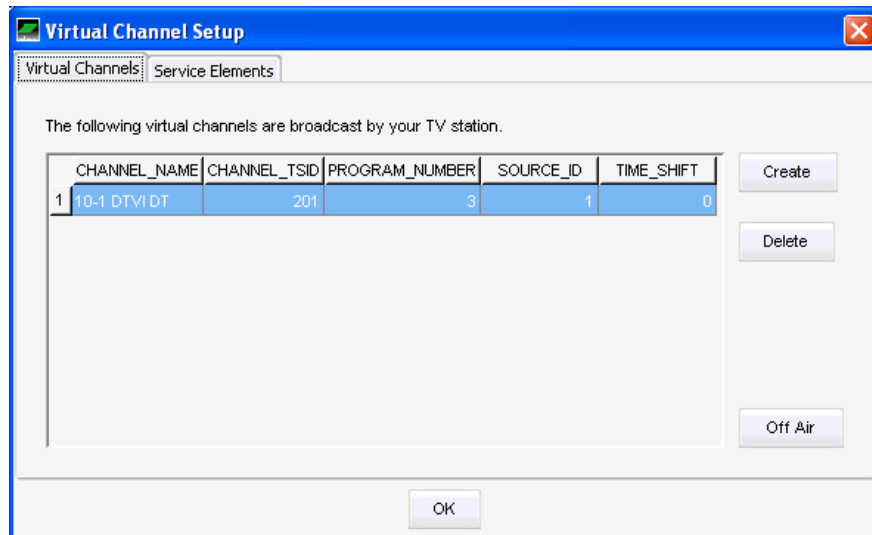 Virtual Channel Setup
Virtual Channels Service Elements
The following virtual channels are broadcast by your TV station.
CHANNEL_NAME CHANNEL_TSID PROGRAM_NUMBER SOURCE_ID TIME_SHIFT
1 10-1 DTVI DT 201 3 1 0
Create
Delete
Off Air
OK